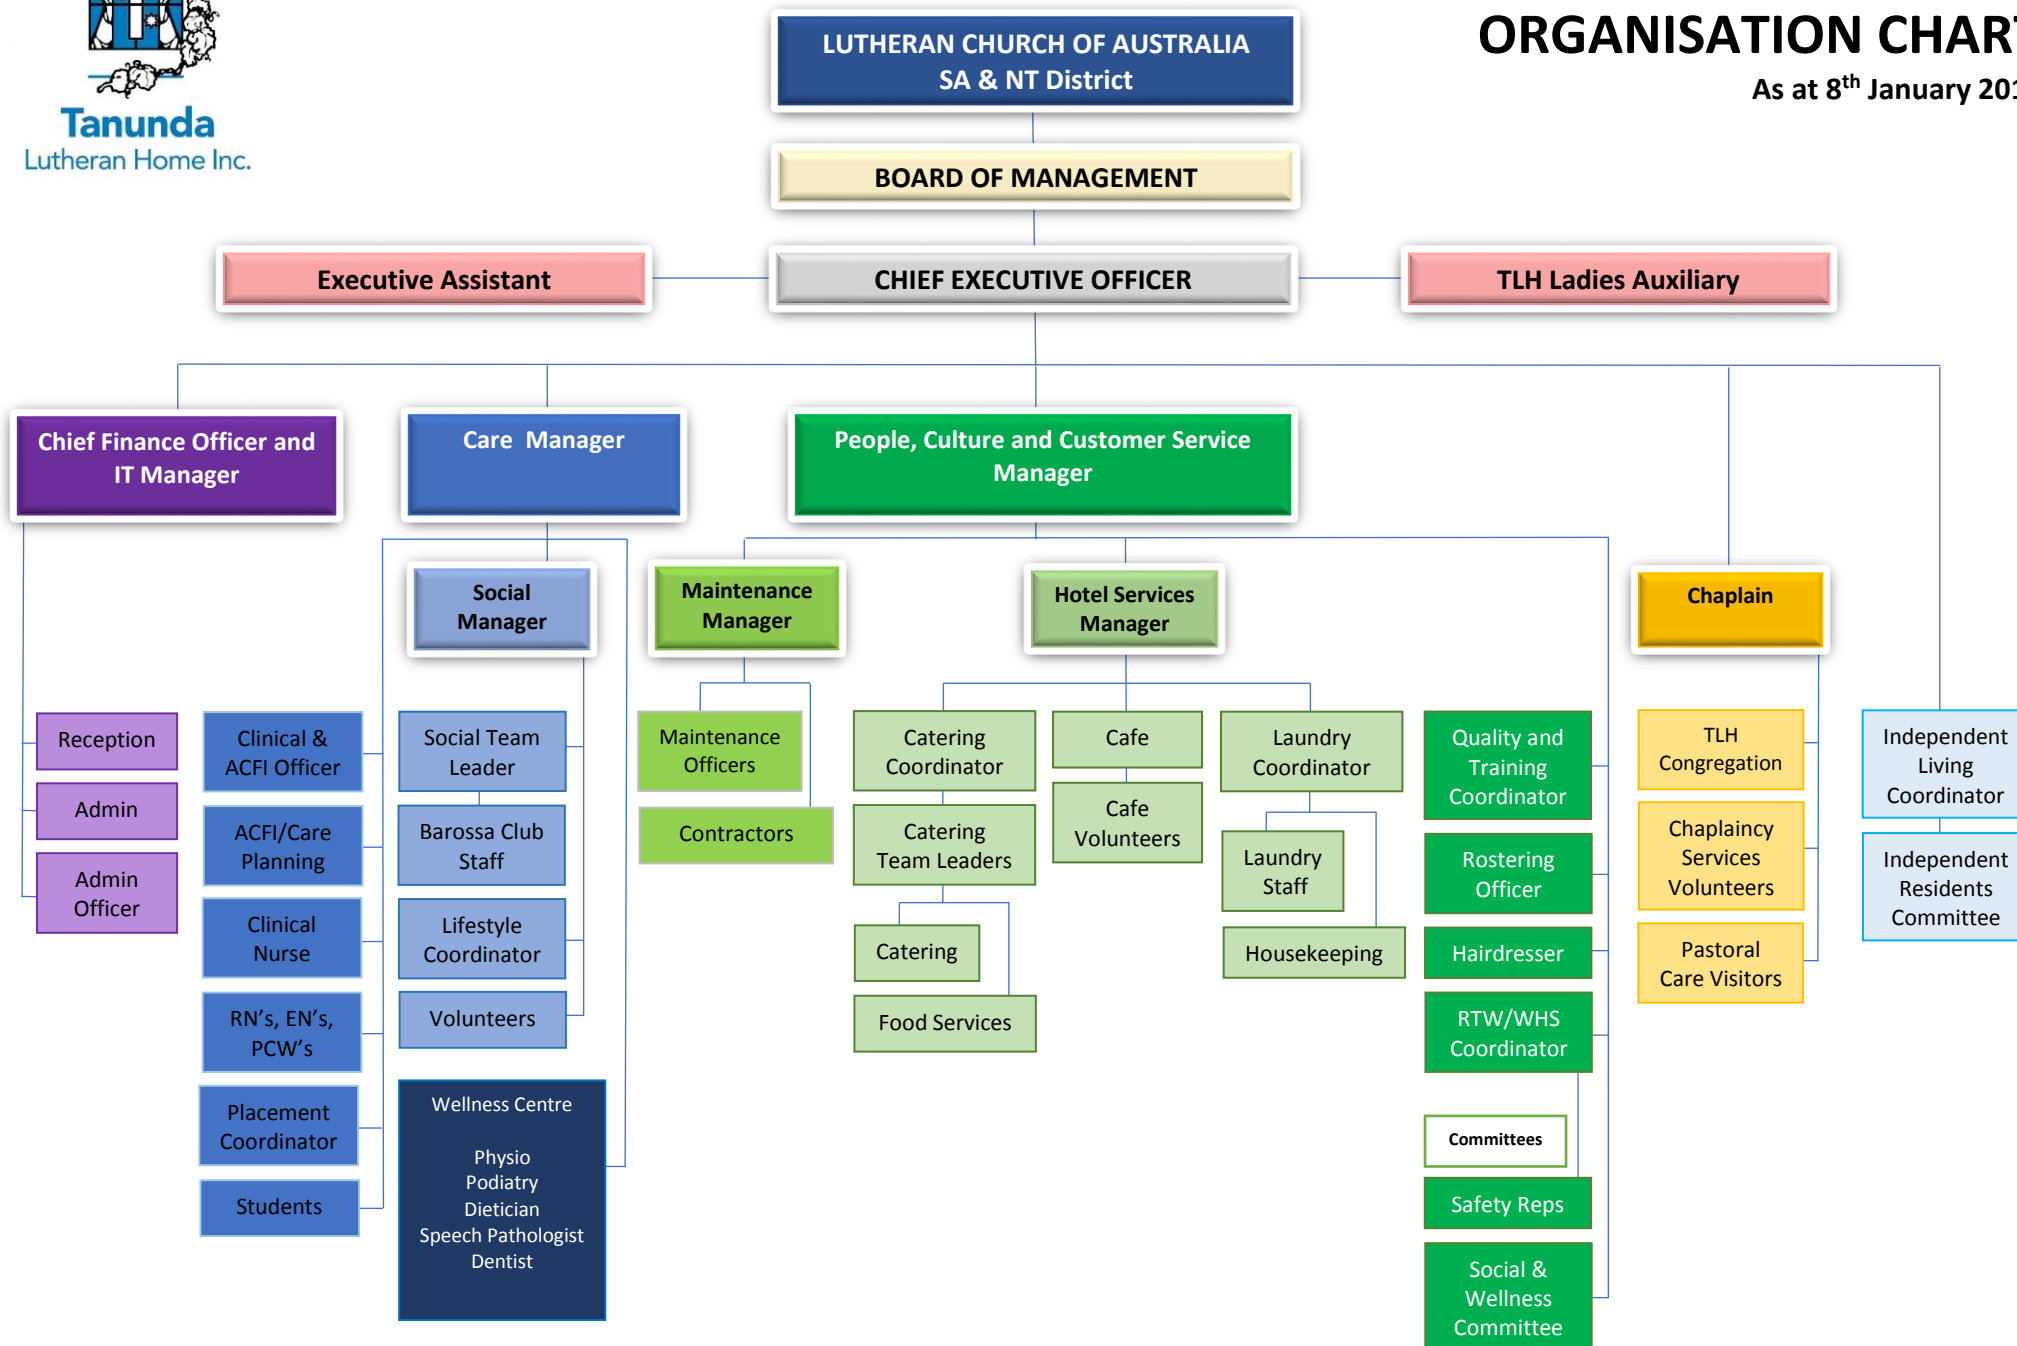 Tanunda
Lutheran Home Inc.
ORGANISATION CHART
As at 8th January 201
LUTHERAN CHURCH OF AUSTRALIA
SA & NT District
BOARD OF MANAGEMENT
Executive Assistant
CHIEF EXECUTIVE OFFICER
TLH Ladies Auxiliary
Chief Finance Officer and
IT Manager
Care Manager
People, Culture and Customer Service
Manager
Social
Manager
Maintenance
Manager
Hotel Services
Manager
Chaplain
Reception
Admin
Admin
Officer
Clinical &
ACFI Officer
ACFI/Care
Planning
Clinical
Nurse
RN’s, EN’s,
PCW’s
Placement
Coordinator
Students
Social Team
Leader
Barossa Club
Staff
Lifestyle
Coordinator
Volunteers
Wellness Centre
Physio
Podiatry
Dietician
Speech Pathologist
Dentist
Maintenance
Officers
Contractors
Catering
Coordinator
Catering
Team Leaders
Catering
Food Services
Cafe
Cafe
Volunteers
Laundry
Coordinator
Laundry
Staff
Housekeeping
Quality and
Training
Coordinator
Rostering
Officer
Hairdresser
RTW/WHS
Coordinator
Committees
Safety Reps
Social &
Wellness
Committee
TLH
Congregation
Chaplaincy
Services
Volunteers
Pastoral
Care Visitors
Independent
Living
Coordinator
Independent
Residents
Committee